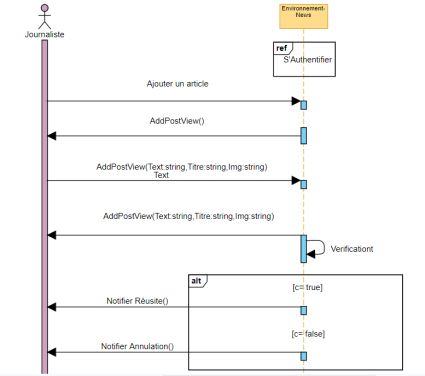 Environnement-
News
Journaliste
ref
S'Authentifier
Ajouter un article
AddPostView()
AddPostView(Text:string,Titre:string,Img:string)
Text
AddPostView(Text:string,Titre:string,Img:string)
Verificationt
alt
[c= true]
Notifier Réusite()
[c= false]
Notifier Annulation()